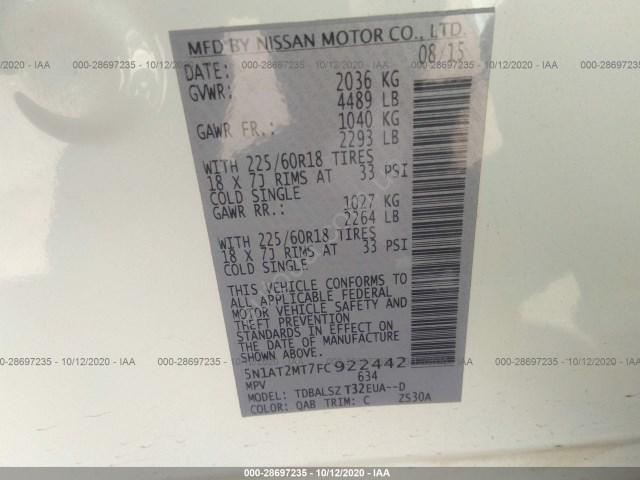 MFD BY NISSAN MOTOR CO., LTD.
DATE: 08/15
GVWR: 2036 KG
4489 LB
GAWR FR.: 1040 KG
2293 LB
WITH 225/60R18 TIRES
18 X 7J RIMS AT 33 PSI
COLD SINGLE
GAWR RR.: 1027 KG
2264 LB
WITH 225/60R18 TIRES
18 X 7J RIMS AT 33 PSI
COLD SINGLE
THIS VEHICLE CONFORMS TO
ALL APPLICABLE FEDERAL
MOTOR VEHICLE SAFETY AND
THEFT PREVENTION
STANDARDS IN EFFECT ON
THE DATE OF MANUFACTURE
SHOWN ABOVE.
5N1AT2MT7FC922442
MPV 634
MODEL: TDBALSZ T32EUA--D
COLOR: QAB TRIM: C ZS30A
000-28697235 - 10/12/2020 - IAA